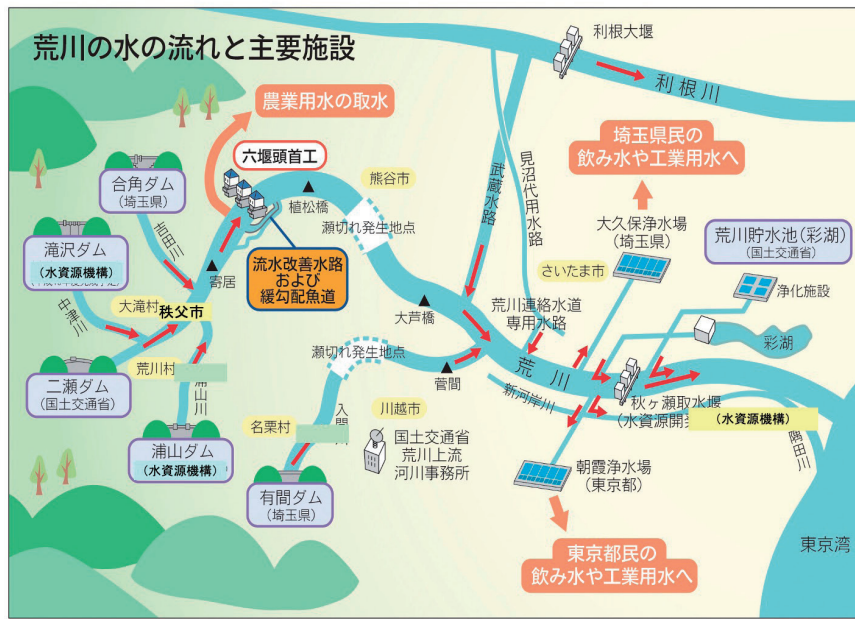 荒川の水の流れと主要施設
利根大堰
利根川
農業用水の取水
六堰頭首工
合角ダム
(埼玉県)
吉田川
植松橋
熊谷市
瀬切れ発生地点
武蔵水路
見沼代用水路
埼玉県民の
飲み水や工業用水へ
大久保浄水場
(埼玉県)
荒川貯水池(彩湖)
(国土交通省)
滝沢ダム
(水資源機構)
中津川
寄居
流水改善水路
および
緩勾配魚道
さいたま市
浄化施設
大滝村
秩父市
大芦橋
荒川連絡水道
専用水路
彩湖
荒川村
瀬切れ発生地点
荒川
二瀬ダム
(国土交通省)
浦山川
菅間
新河岸川
秋ヶ瀬取水堰
(水資源開
(水資源機構)
隅田川
名栗村
入間
川越市
国土交通省
荒川上流
河川事務所
浦山ダム
(水資源機構)
有間ダム
(埼玉県)
朝霞浄水場
(東京都)
東京湾
東京都民の
飲み水や工業用水へ